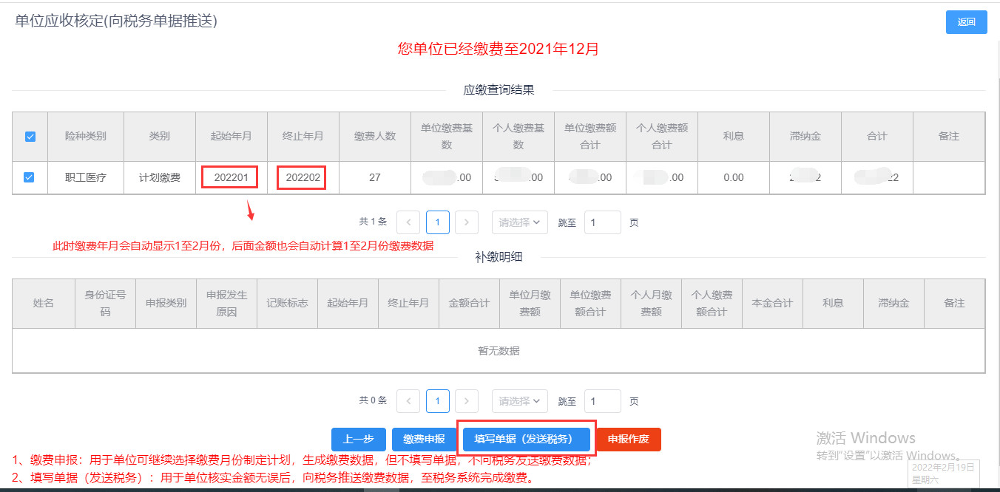 单位应收核定(向税务单据推送)
返回
您单位已经缴费至2021年12月
应缴查询结果
险种类别 类别 起始年月 终止年月 缴费人数 单位缴费基数 个人缴费基数 单位缴费额合计 个人缴费额合计 利息 滞纳金 合计 备注
职工医疗 计划缴费 202201 202202 27 .00 .00 .00 .00 0.00 2 2
共 1 条 1 请选择 跳至 1 页
此时缴费年月会自动显示1至2月份，后面金额也会自动计算1至2月份缴费数据
补缴明细
姓名 身份证号码 申报类别 申报发生原因 记账标志 起始年月 终止年月 金额合计 单位月缴费额 单位缴费额合计 个人月缴费额 个人缴费额合计 本金合计 利息 滞纳金 备注
暂无数据
共 0 条 1 请选择 跳至 1 页
上一步 缴费申报 填写单据（发送税务） 申报作废
激活 Windows
转到"设置"以激活 Windows。
1、缴费申报：用于单位可继续选择缴费月份制定计划，生成缴费数据，但不填写单据，不向税务发送缴费数据；
2、填写单据（发送税务）：用于单位核实金额无误后，向税务推送缴费数据，至税务系统完成缴费。
2022年2月19日
星期六